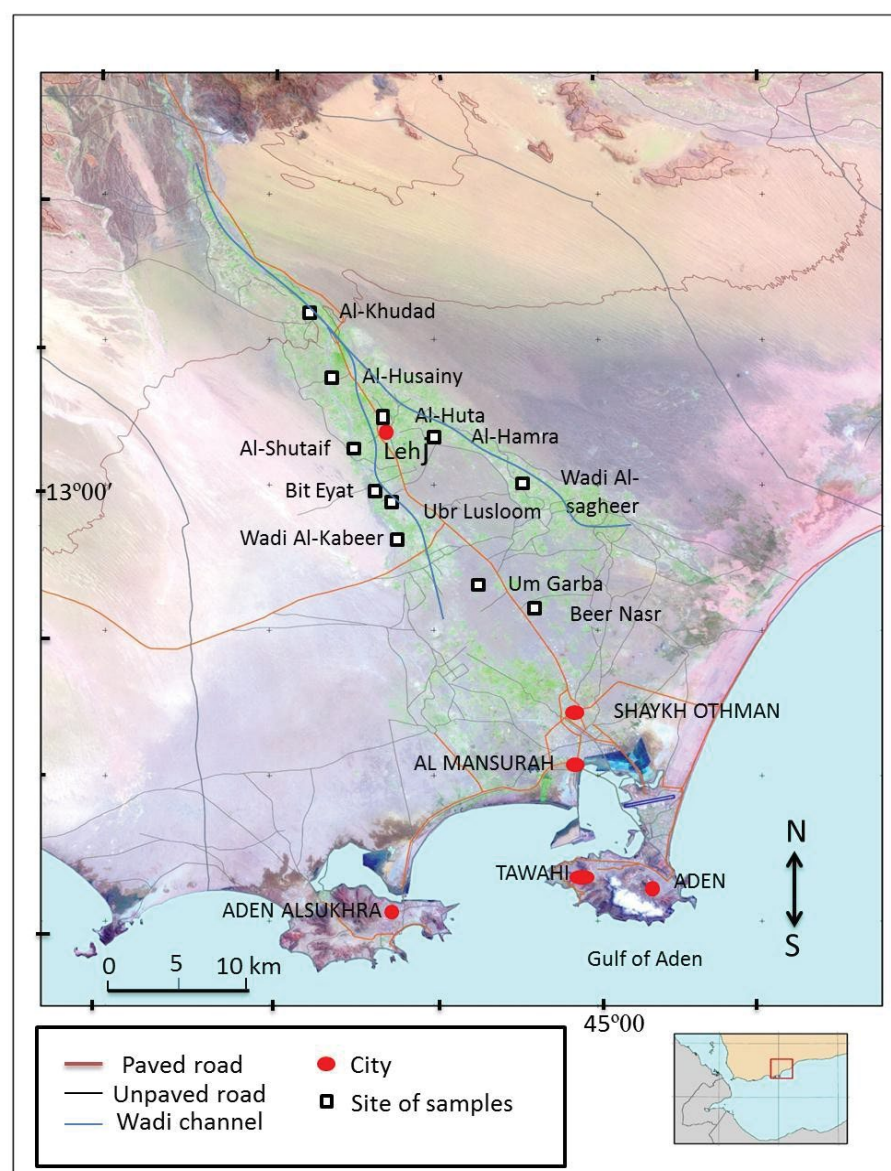 Al-Khudad
Al-Husainy
Al-Huta
Al-Hamra
Lehj
Al-Shutaif
Wadi Al-
sagheer
Bit Eyat
13º00′
Ubr Lusloom
Wadi Al-Kabeer
Um Garba
Beer Nasr
SHAYKH OTHMAN
AL MANSURAH
N
TAWAHI
ADEN
ADEN ALSUKHRA
S
Gulf of Aden
0 5 10 km
45º00
Paved road
City
Unpaved road
Site of samples
Wadi channel